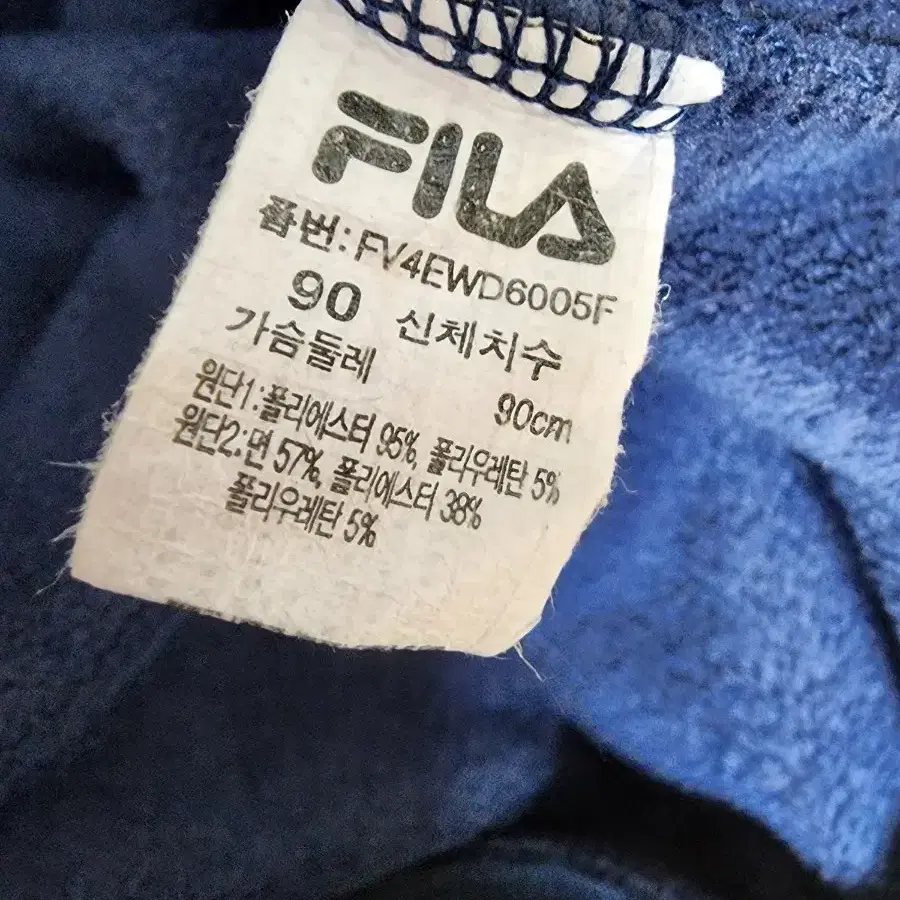 FILA
품번: FV4EWD6005F
90 신체치수
가슴둘레 90cm
원단1:폴리에스터 95%, 폴리우레탄 5%
원단2:면 57%, 폴리에스터 38%
폴리우레탄 5%